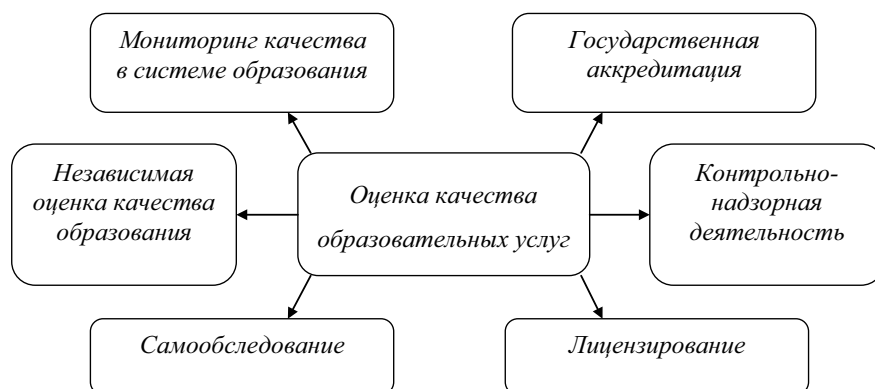 Мониторинг качества
в системе образования
Государственная
аккредитация
Независимая
оценка качества
образования
Оценка качества
образовательных услуг
Контрольно-
надзорная
деятельность
Самообследование
Лицензирование